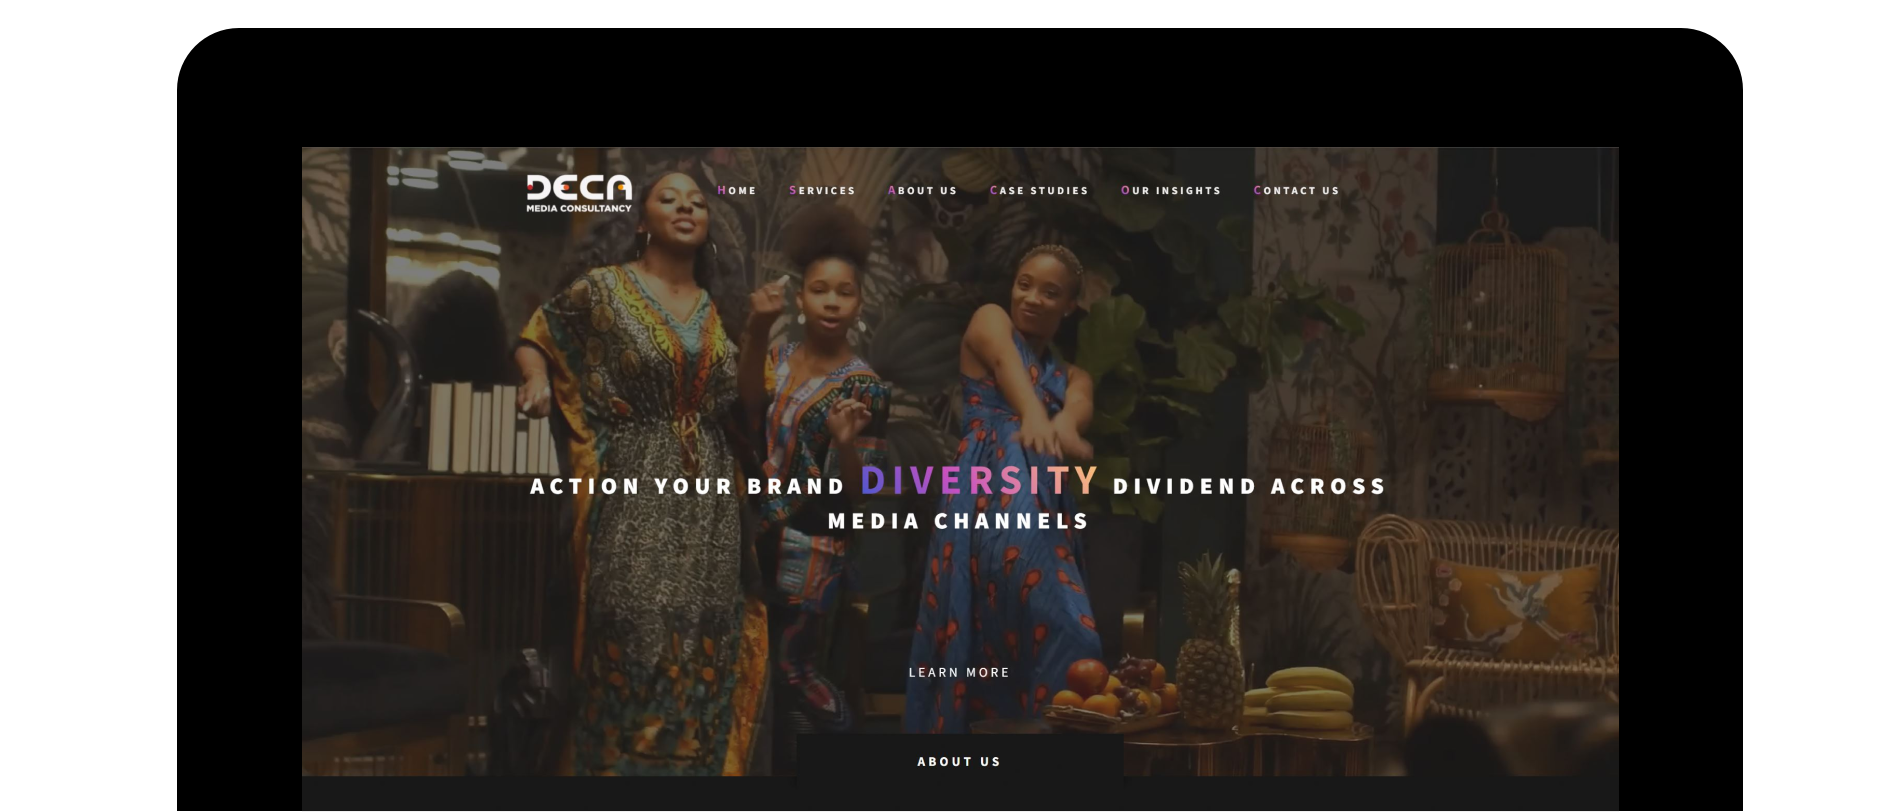 DECA
MEDIA CONSULTANCY
HOME SERVICES ABOUT US CASE STUDIES OUR INSIGHTS CONTACT US
ACTION YOUR BRAND DIVERSITY DIVIDEND ACROSS
MEDIA CHANNELS
LEARN MORE
ABOUT US